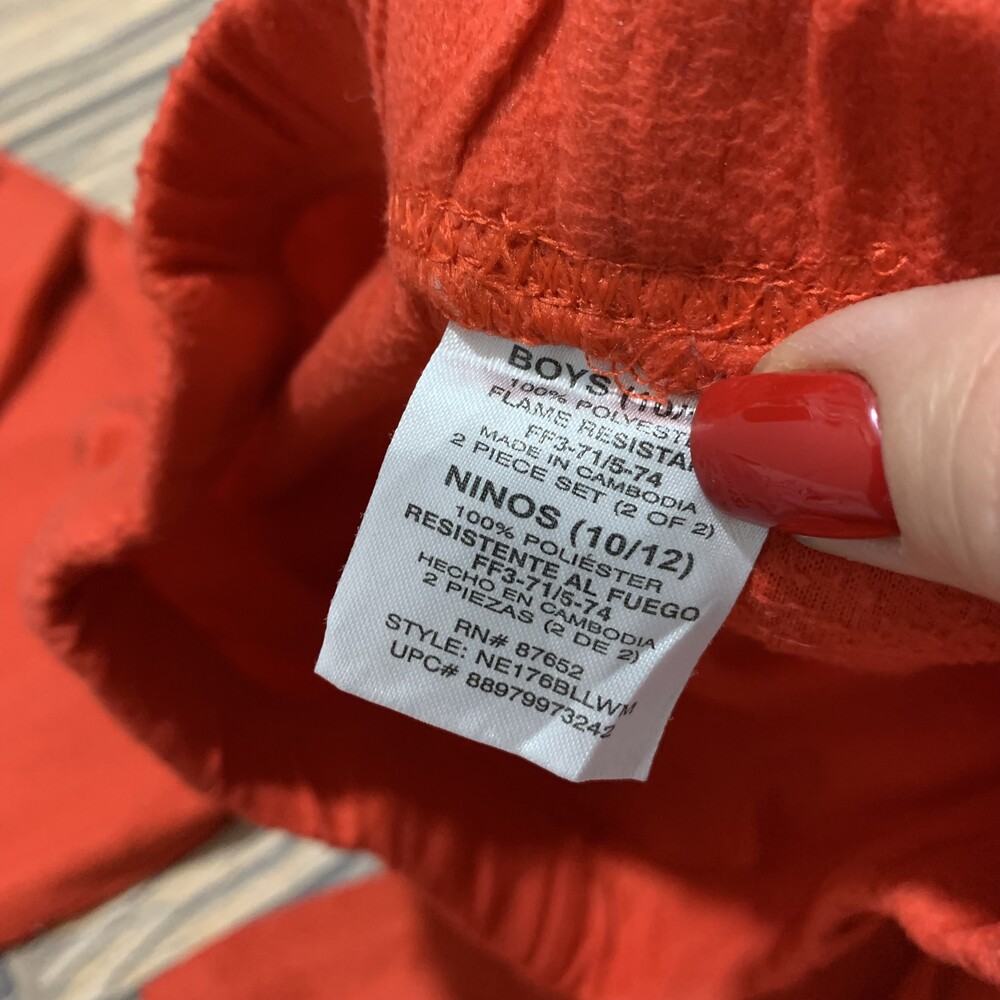 BOYS (10/
100% POLYEST
FLAME RESISTA
FF3-71/5-74
MADE IN CAMBODIA
2 PIECE SET (2 OF 2)
NINOS (10/12)
100% POLIÉSTER
RESISTENTE AL FUEGO
FF3-71/5-74
HECHO EN CAMBODIA
2 PIEZAS (2 DE 2)
RN# 87652
STYLE: NE176BLLWM
UPC# 88979973242